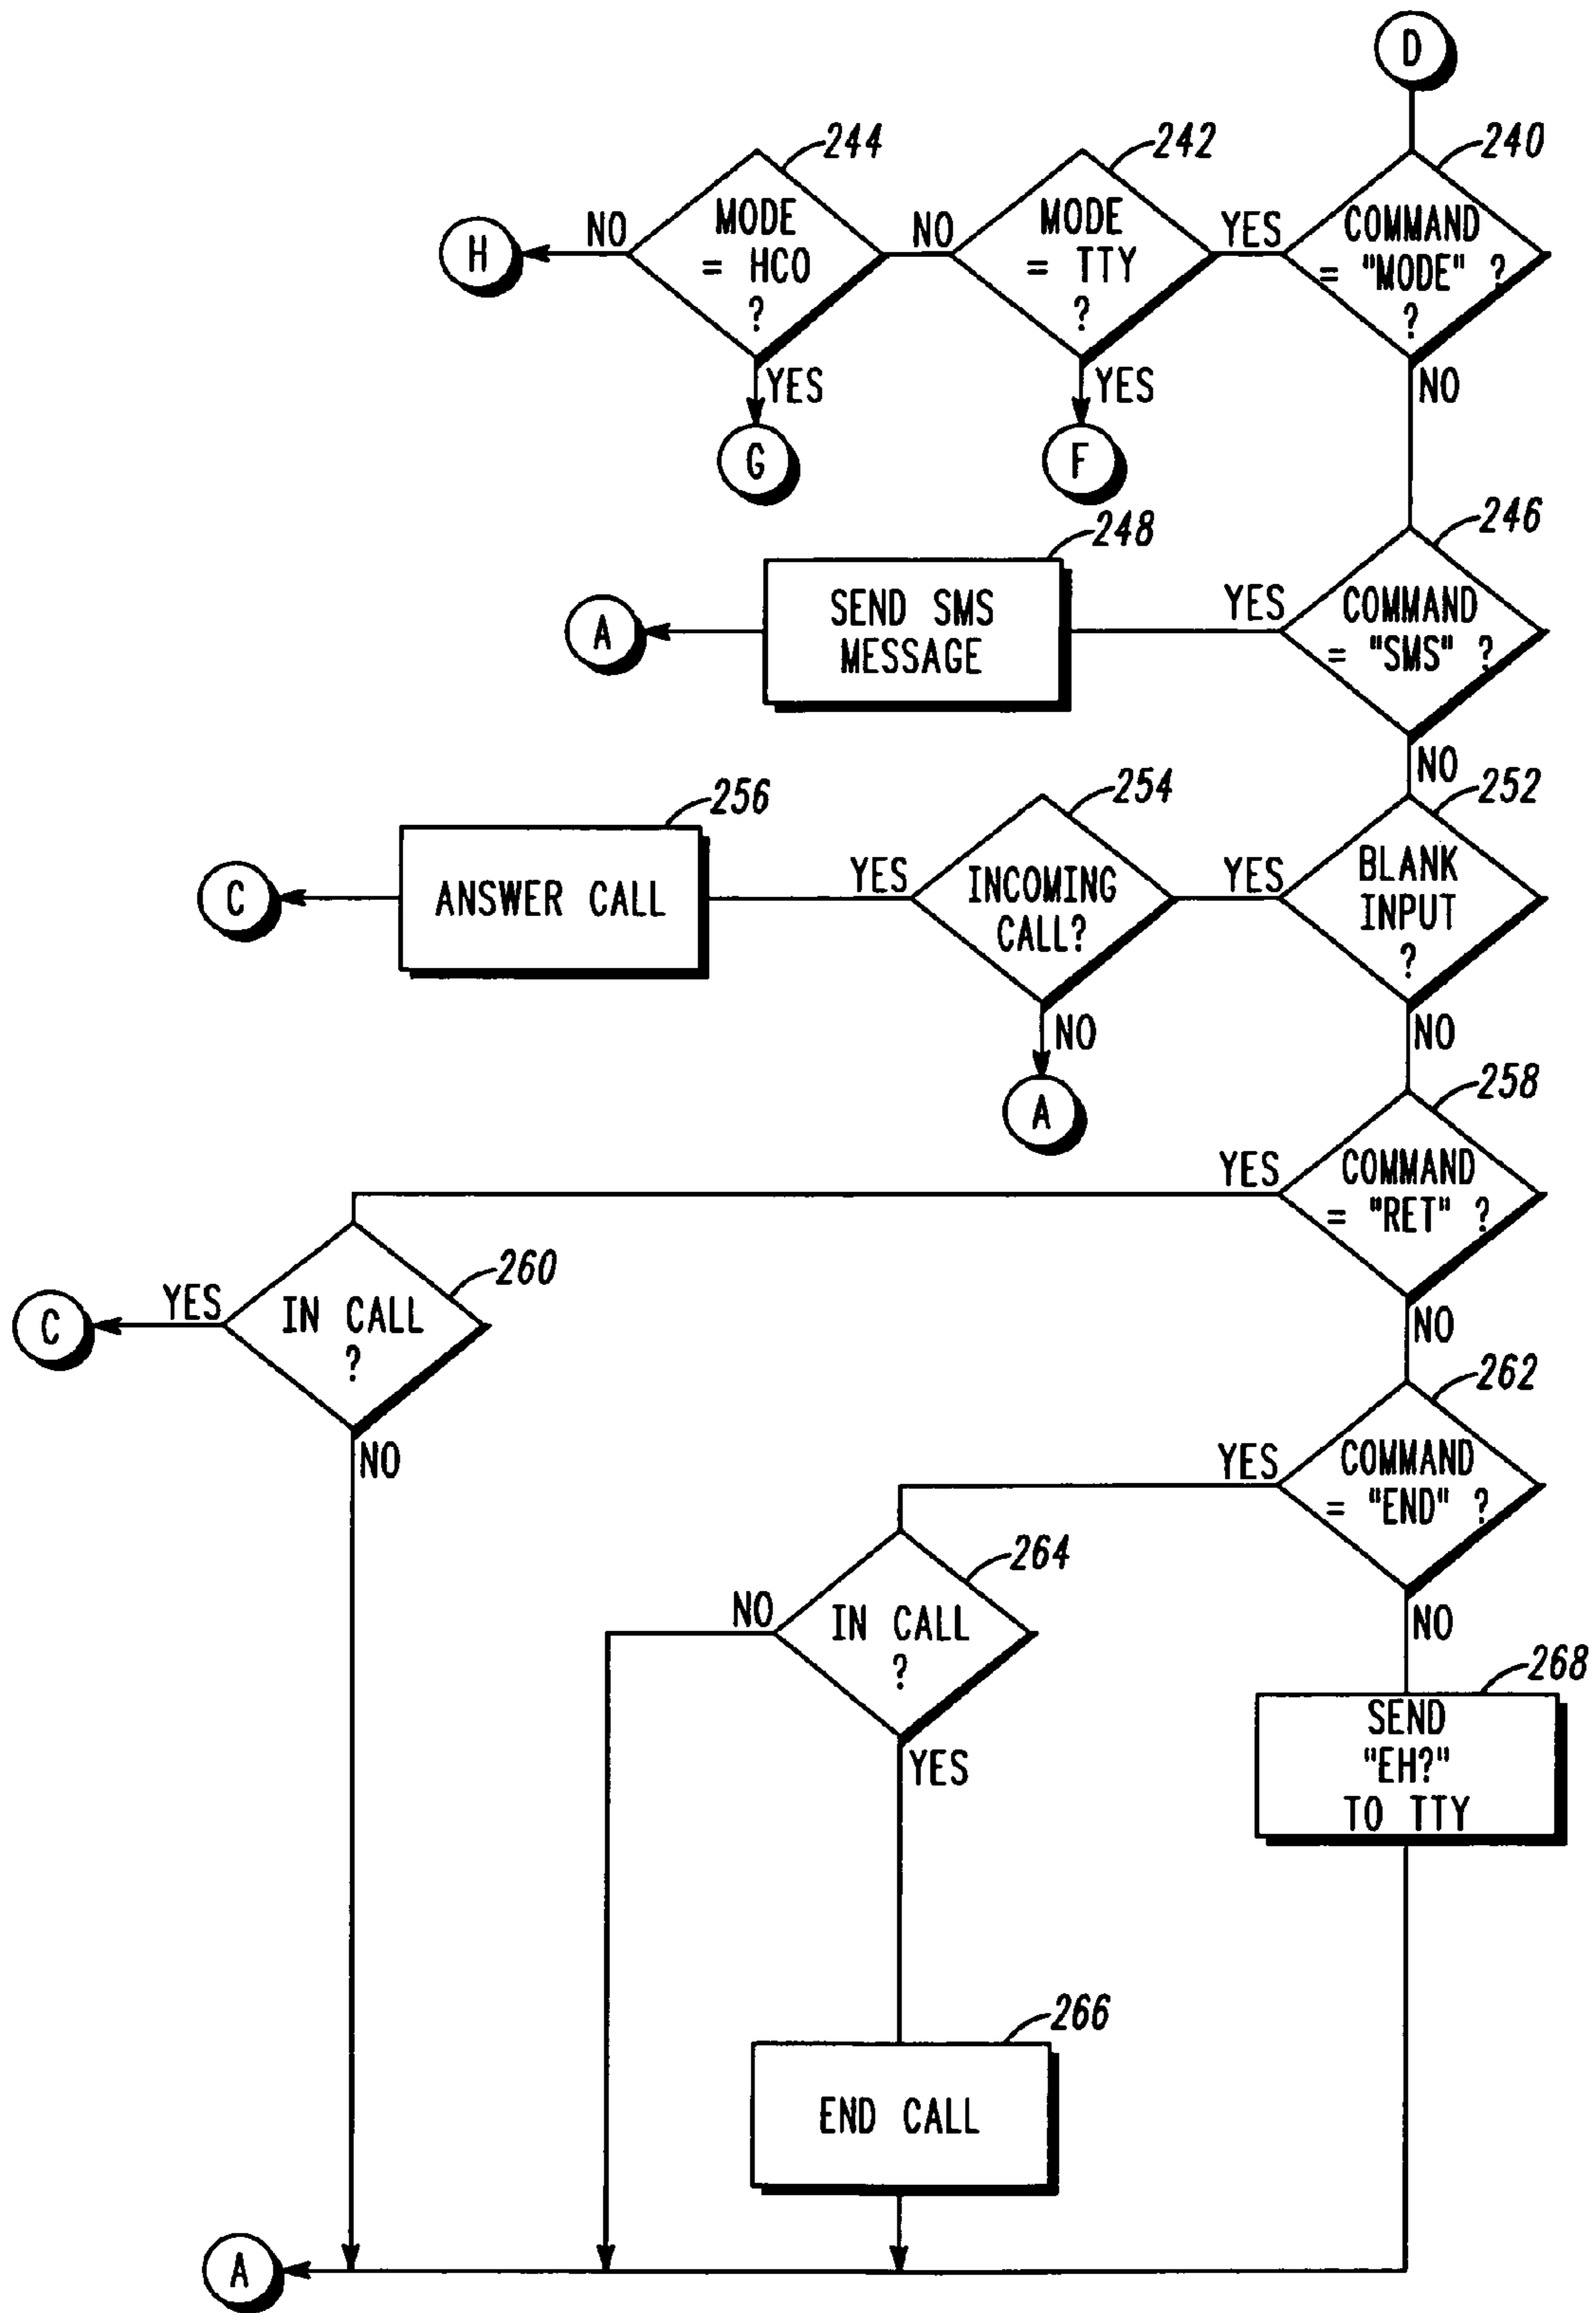 D
244
242
240
NO
MODE
= HCO
?
NO
MODE
= TTY
?
YES
COMMAND
= "MODE" ?
?
H
YES
YES
NO
G
F
248
246
A
SEND SMS
MESSAGE
YES
COMMAND
= "SMS" ?
NO
256
254
252
C
ANSWER CALL
YES
INCOMING
CALL?
YES
BLANK
INPUT
?
NO
NO
A
258
YES
COMMAND
= "RET" ?
260
C
YES
IN CALL
?
NO
NO
262
YES
COMMAND
= "END" ?
264
NO
IN CALL
?
YES
NO
268
SEND
"EH?"
TO TTY
266
END CALL
A